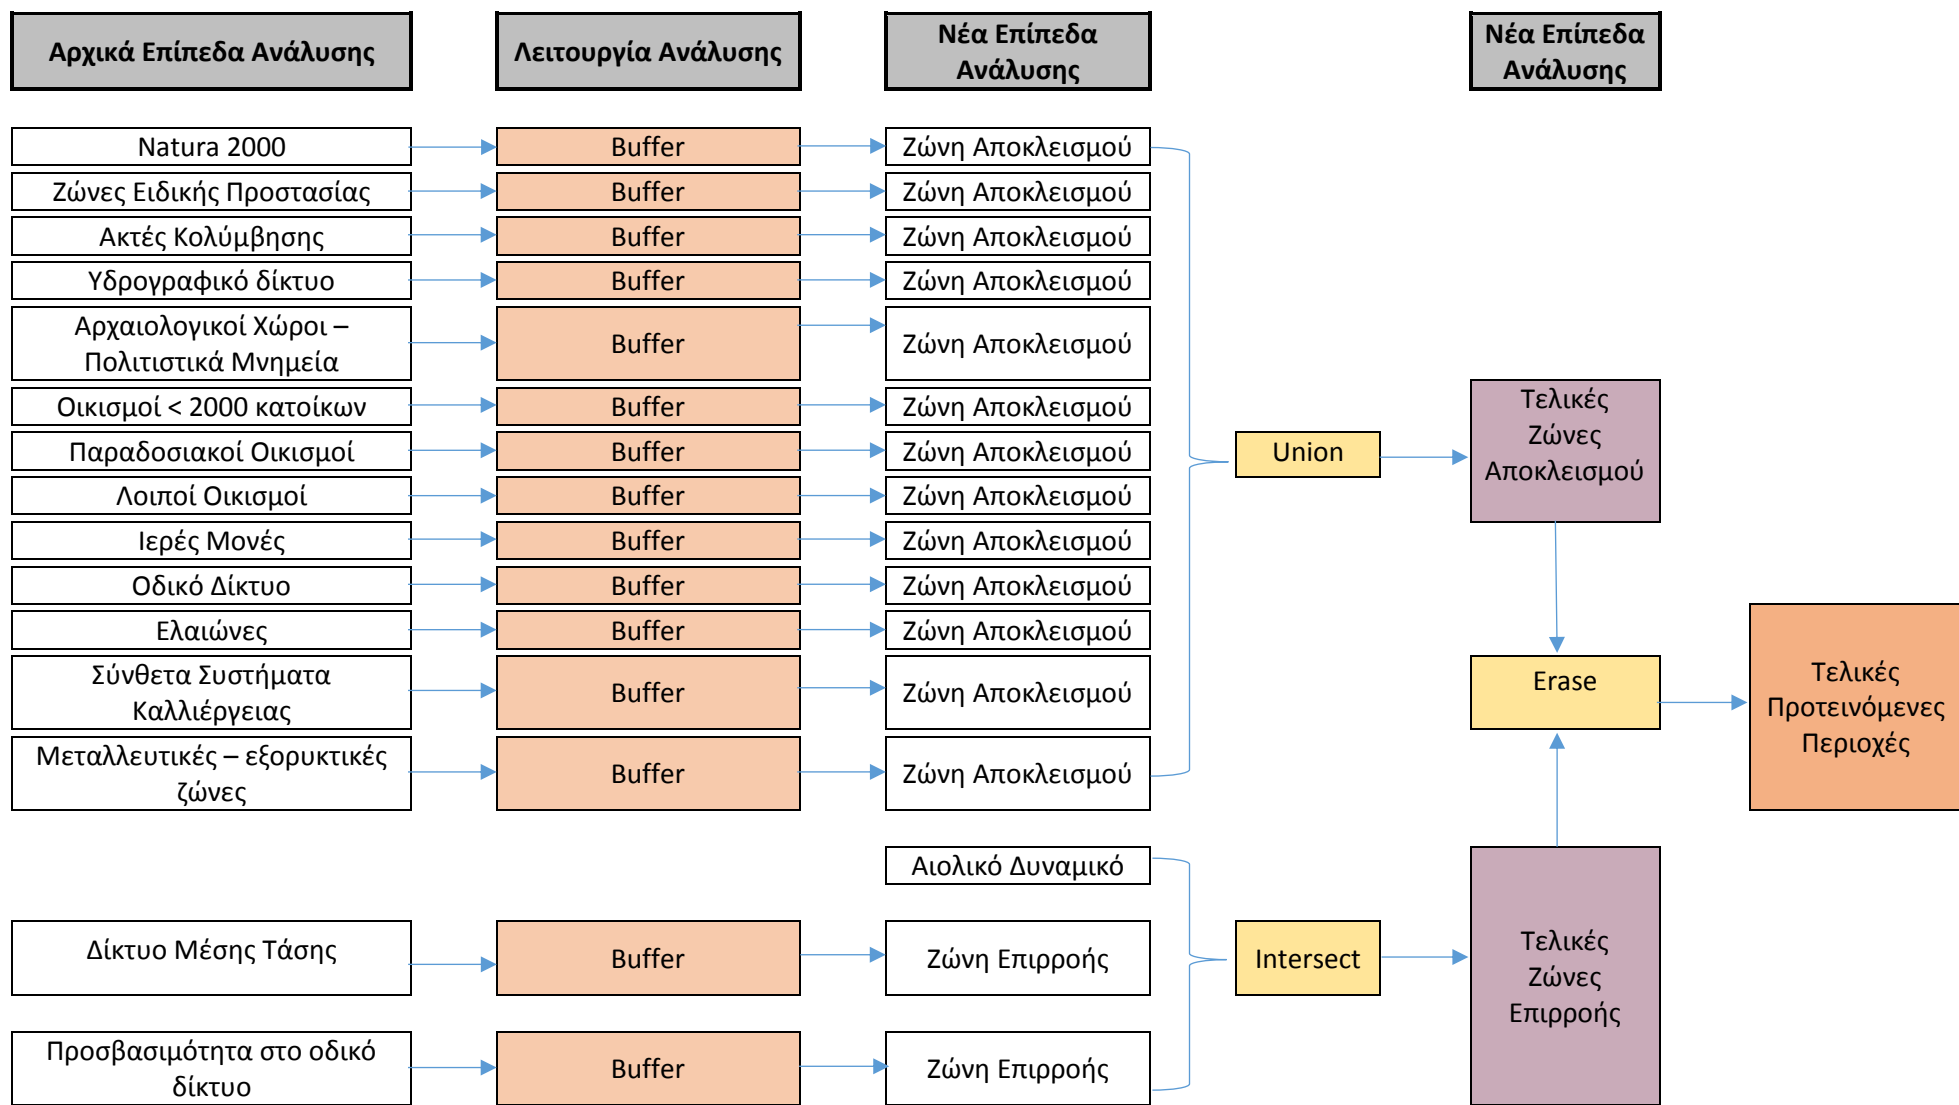 Αρχικά Επίπεδα Ανάλυσης
Λειτουργία Ανάλυσης
Νέα Επίπεδα
Ανάλυσης
Νέα Επίπεδα
Ανάλυσης
Natura 2000
Buffer
Ζώνη Αποκλεισμού
Ζώνες Ειδικής Προστασίας
Buffer
Ζώνη Αποκλεισμού
Ακτές Κολύμβησης
Buffer
Ζώνη Αποκλεισμού
Υδρογραφικό δίκτυο
Buffer
Ζώνη Αποκλεισμού
Αρχαιολογικοί Χώροι –
Πολιτιστικά Μνημεία
Buffer
Ζώνη Αποκλεισμού
Οικισμοί < 2000 κατοίκων
Buffer
Ζώνη Αποκλεισμού
Παραδοσιακοί Οικισμοί
Buffer
Ζώνη Αποκλεισμού
Λοιποί Οικισμοί
Buffer
Ζώνη Αποκλεισμού
Ιερές Μονές
Buffer
Ζώνη Αποκλεισμού
Οδικό Δίκτυο
Buffer
Ζώνη Αποκλεισμού
Ελαιώνες
Buffer
Ζώνη Αποκλεισμού
Σύνθετα Συστήματα
Καλλιέργειας
Buffer
Ζώνη Αποκλεισμού
Μεταλλευτικές – εξορυκτικές
ζώνες
Buffer
Ζώνη Αποκλεισμού
Union
Τελικές
Ζώνες
Αποκλεισμού
Erase
Τελικές
Προτεινόμενες
Περιοχές
Αιολικό Δυναμικό
Δίκτυο Μέσης Τάσης
Buffer
Ζώνη Επιρροής
Intersect
Τελικές
Ζώνες
Επιρροής
Προσβασιμότητα στο οδικό
δίκτυο
Buffer
Ζώνη Επιρροής